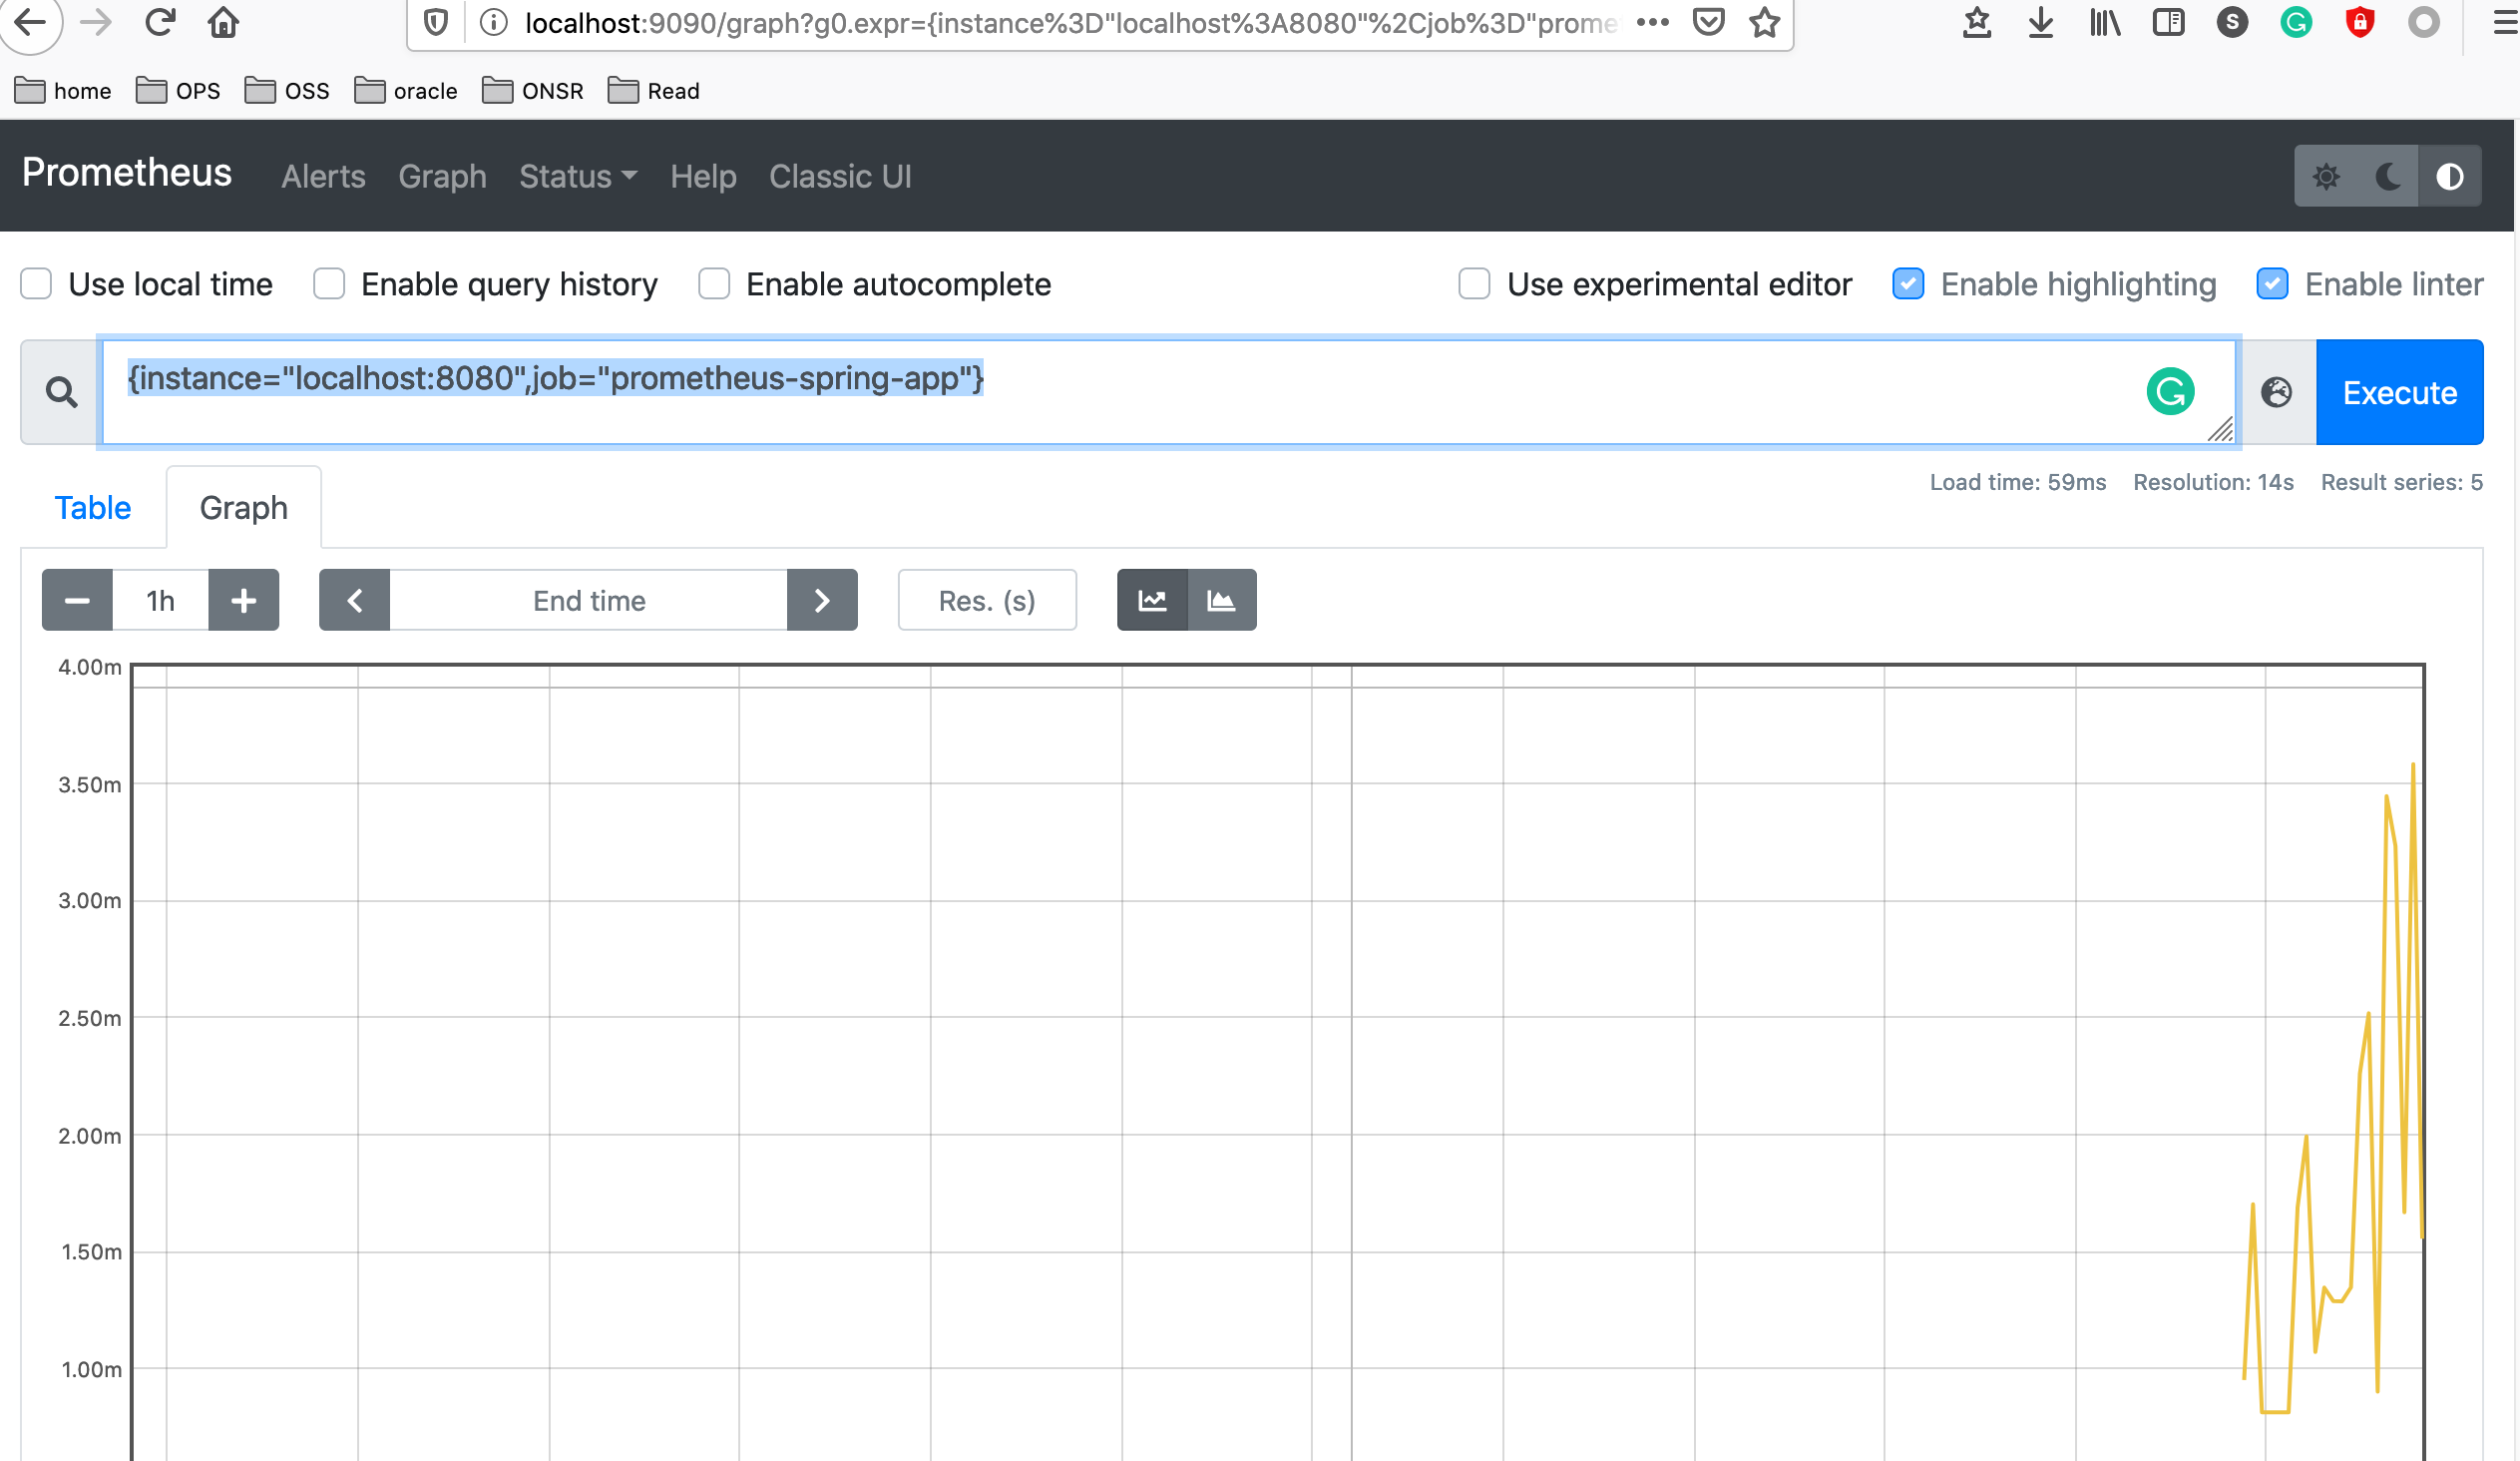 localhost:9090/graph?g0.expr={instance%3D"localhost%3A8080"%2Cjob%3D"prome
S
home OPS OSS oracle ONSR Read
Prometheus Alerts Graph Status Help Classic UI
Use local time Enable query history Enable autocomplete Use experimental editor Enable highlighting Enable linter
{instance="localhost:8080",job="prometheus-spring-app"}
Execute
Load time: 59ms Resolution: 14s Result series: 5
Table Graph
1h End time Res. (s)
4.00m
3.50m
3.00m
2.50m
2.00m
1.50m
1.00m